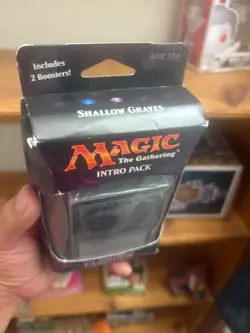 Includes
2 Boosters!
AGE 13+
SHALLOW GRAVES
MAGIC
The Gathering
INTRO PACK